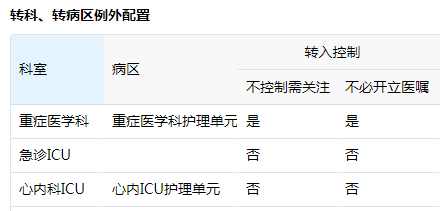 转科、转病区例外配置
科室 病区 转入控制
不控制需关注 不必开立医嘱
重症医学科 重症医学科护理单元 是 是
急诊ICU 否 否
心内科ICU 心内ICU护理单元 否 否